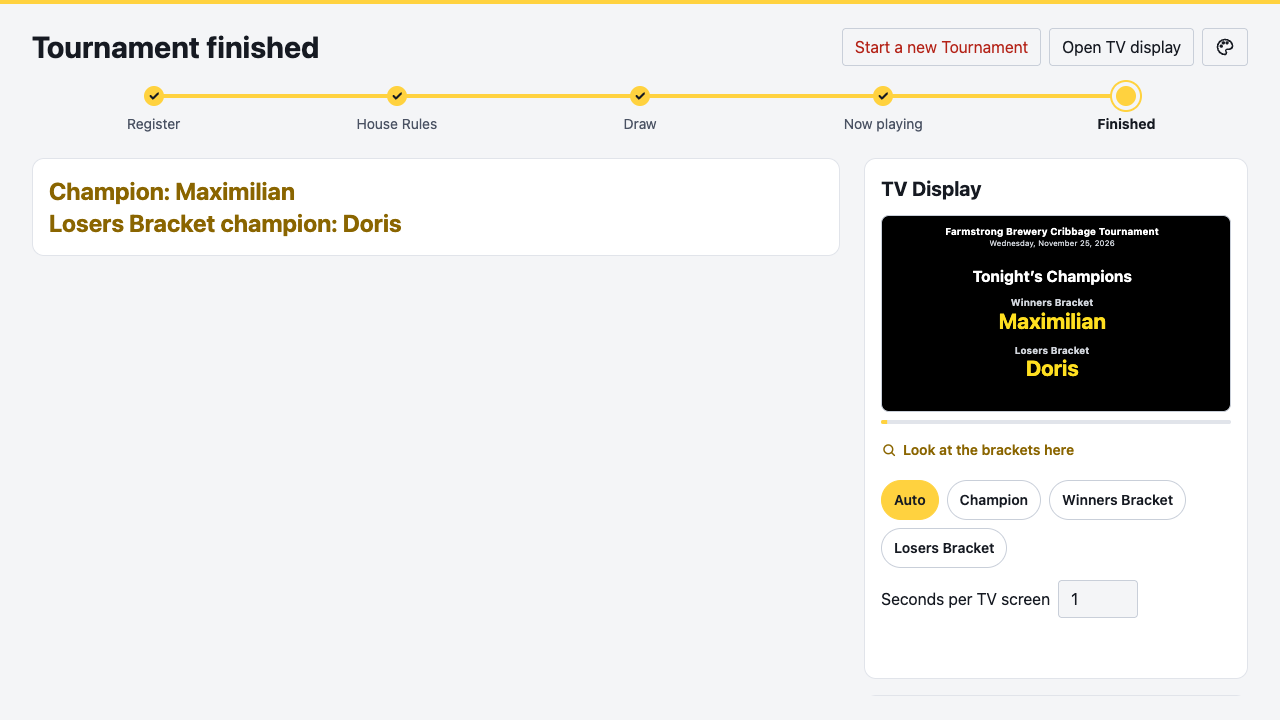 Tournament finished
Start a new Tournament
Open TV display
Register
House Rules
Draw
Now playing
Finished
Champion: Maximilian
Losers Bracket champion: Doris
TV Display
Farmstrong Brewery Cribbage Tournament
Wednesday, November 25, 2026
Tonight's Champions
Winners Bracket
Maximilian
Losers Bracket
Doris
Look at the brackets here
Auto
Champion
Winners Bracket
Losers Bracket
Seconds per TV screen
1